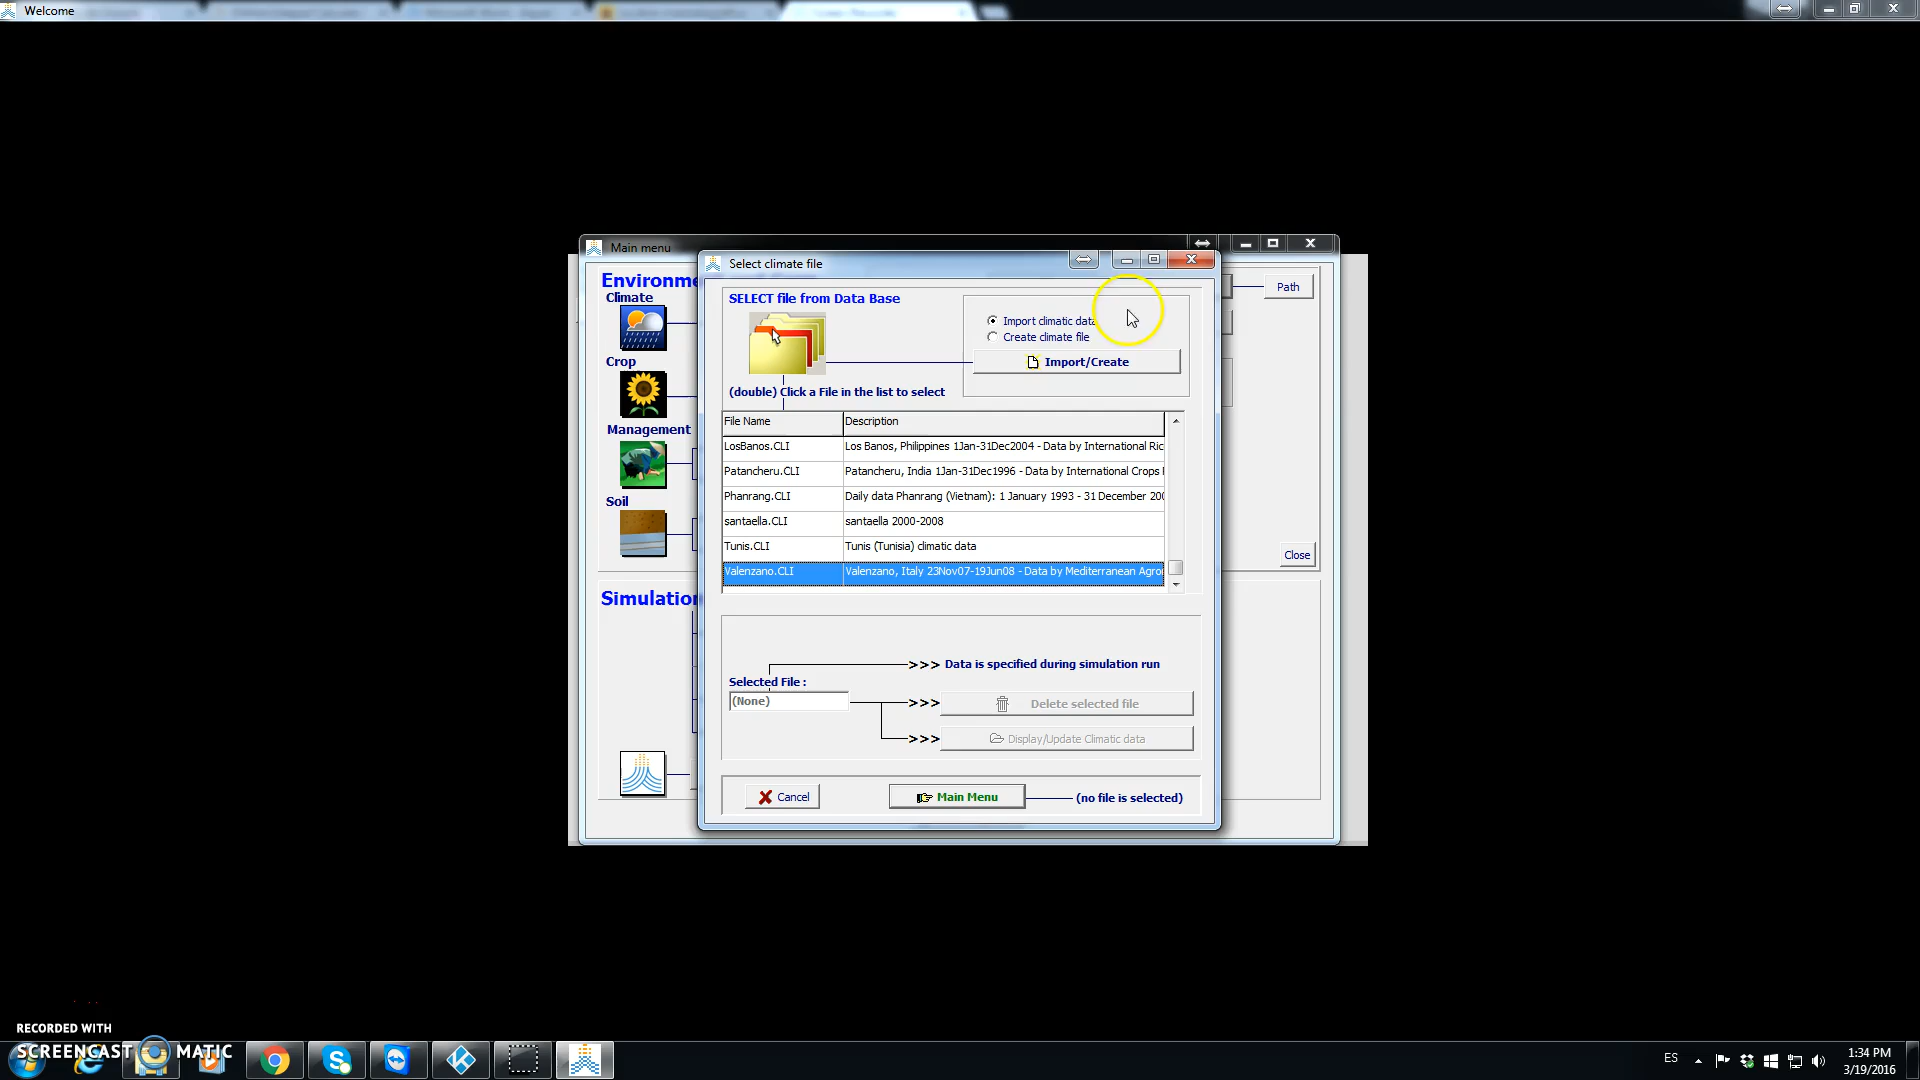 Welcome
Main menu
Select climate file
Environme
Climate
Crop
Management
Soil
Simulation
Path
Close
SELECT file from Data Base
Import climatic data
Create climate file
Import/Create
(double) Click a File in the list to select
File Name Description
LosBanos.CLI Los Banos, Philippines 1Jan-31Dec2004 - Data by International Ric
Patancheru.CLI Patancheru, India 1Jan-31Dec1996 - Data by International Crops
Phanrang.CLI Daily data Phanrang (Vietnam): 1 January 1993 - 31 December 200
santaella.CLI santaella 2000-2008
Tunis.CLI Tunis (Tunisia) climatic data
Valenzano.CLI Valenzano, Italy 23Nov07-19Jun08 - Data by Mediterranean Agron
>>> Data is specified during simulation run
Selected File :
(None)
>>> Delete selected file
>>> Display/Update Climatic data
Cancel
Main Menu
(no file is selected)
RECORDED WITH
SCREENCAST MATIC
ES
1:34 PM
3/19/2016